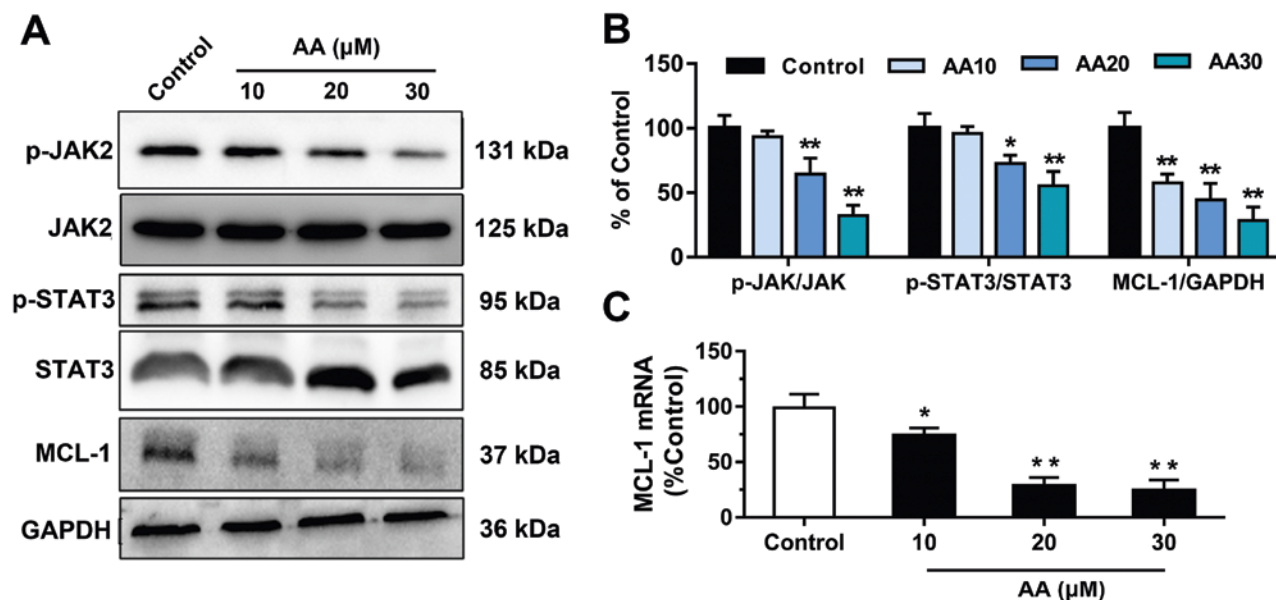 A
AA (μM)
Control 10 20 30
p-JAK2 131 kDa
JAK2 125 kDa
p-STAT3 95 kDa
STAT3 85 kDa
MCL-1 37 kDa
GAPDH 36 kDa
B
Control AA10 AA20 AA30
% of Control
150
100
50
0
** **
* **
** ** **
p-JAK/JAK p-STAT3/STAT3 MCL-1/GAPDH
C
MCL-1 mRNA
(%Control)
150
100
50
25
0
* ** **
Control 10 20 30
AA (μM)